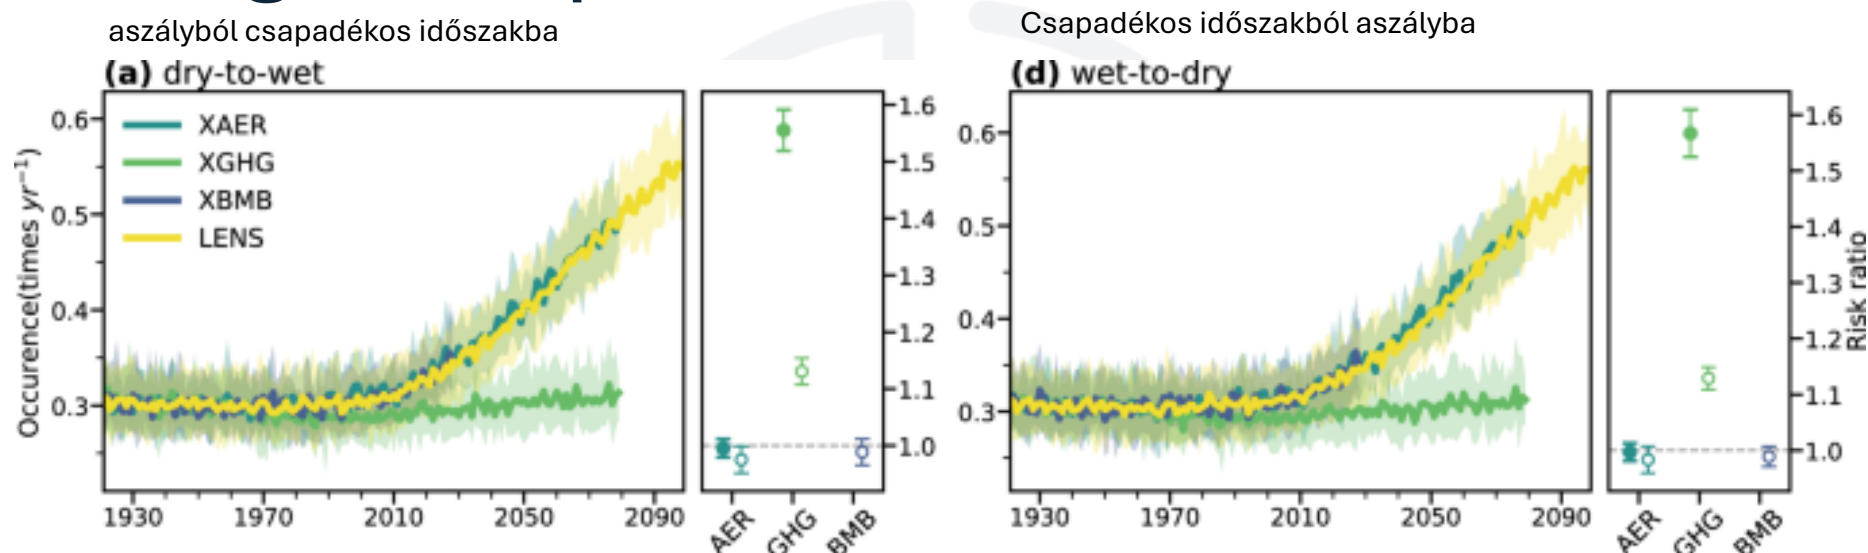 aszályból csapadékos időszakba
(a) dry-to-wet
Occurence(times yr⁻¹)
0.6
0.5
0.4
0.3
XAER
XGHG
XBMB
LENS
1930 1970 2010 2050 2090
1.6
1.5
1.4
1.3
1.2
1.1
1.0
AER GHG BMB
Csapadékos időszakból aszályba
(d) wet-to-dry
0.6
0.5
0.4
0.3
1930 1970 2010 2050 2090
1.6
1.5
1.4
1.3
1.2
1.1
1.0
Risk ratio
AER GHG BMB